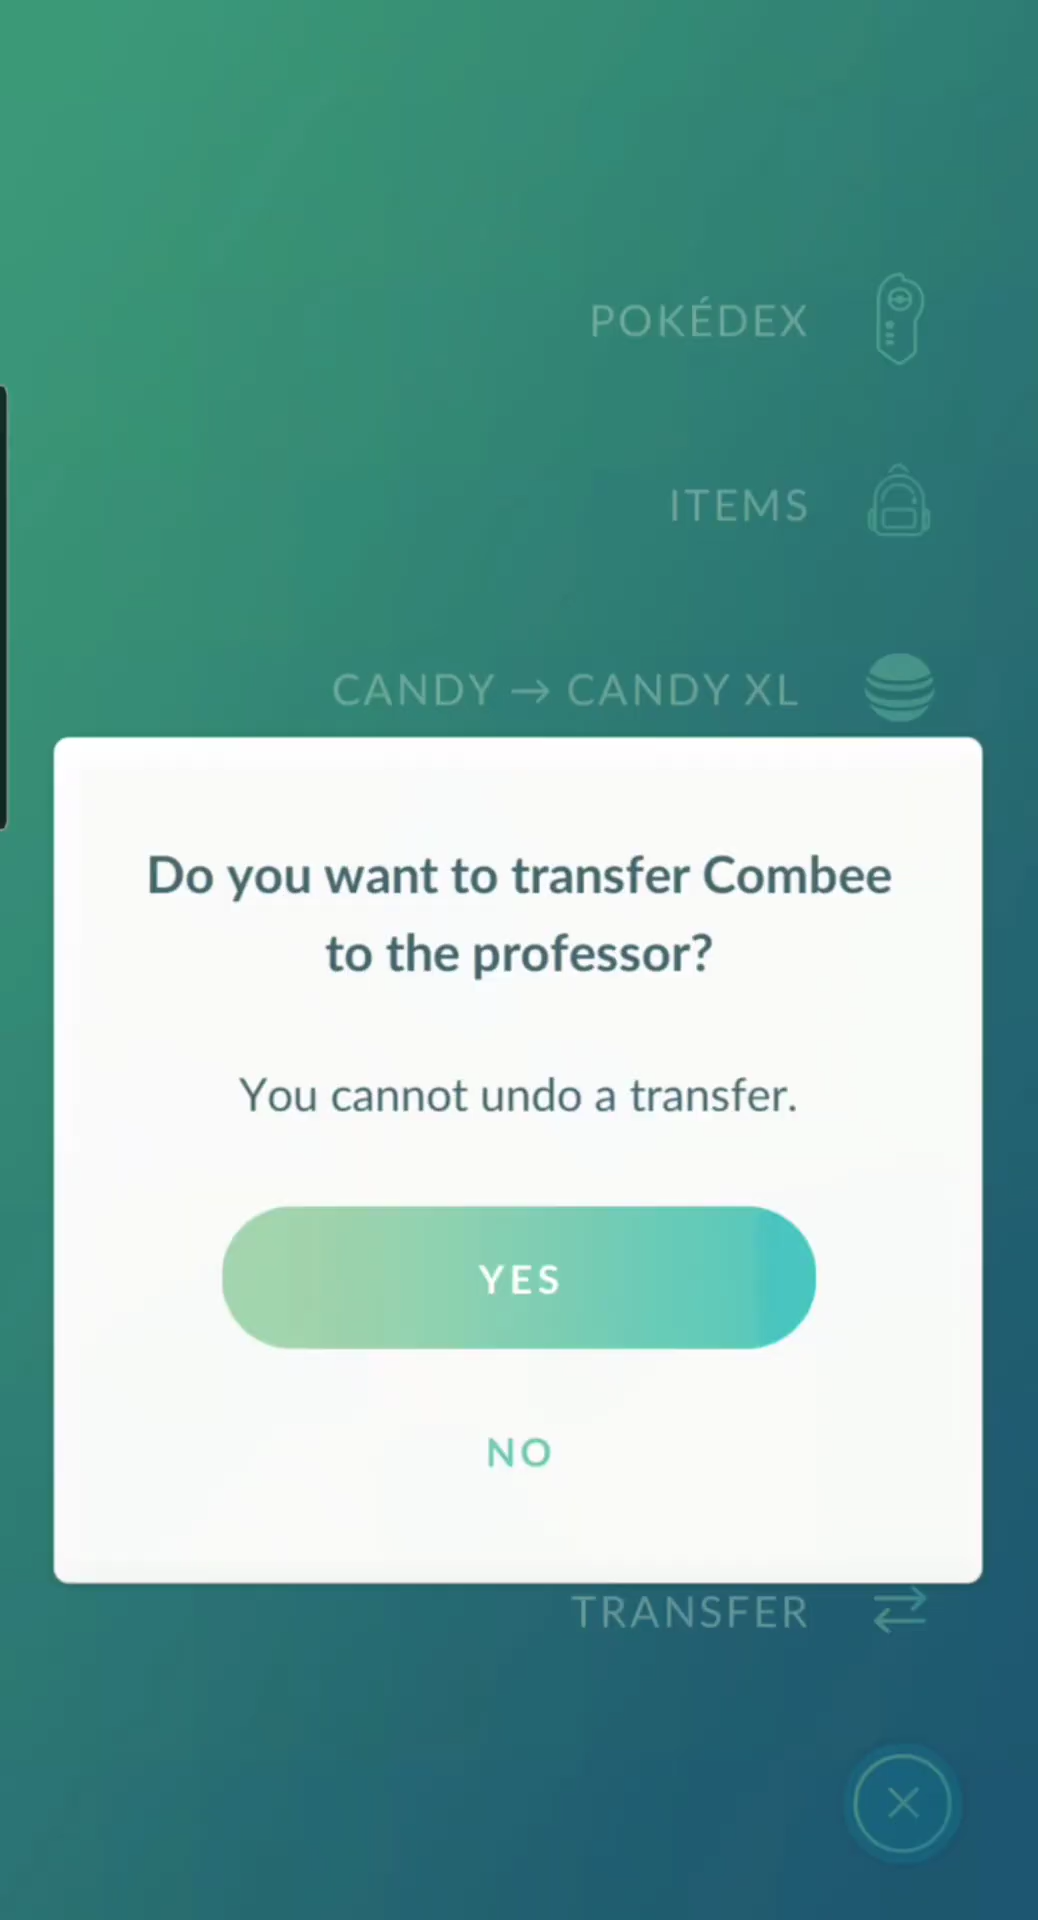 POKÉDEX
ITEMS
CANDY → CANDY XL
Do you want to transfer Combee
to the professor?
You cannot undo a transfer.
YES
NO
TRANSFER